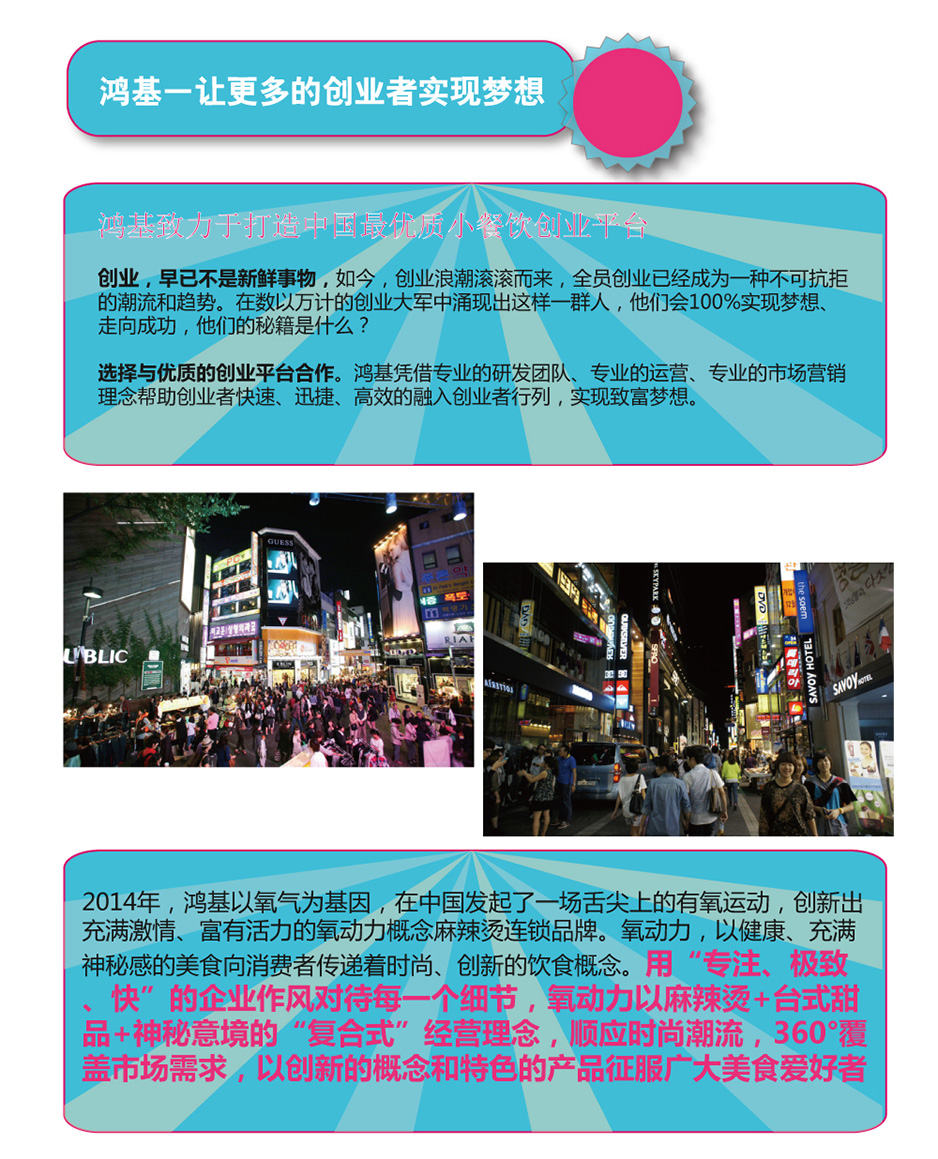 鸿基一让更多的创业者实现梦想
鸿基致力于打造中国最优质小餐饮创业平台
创业，早已不是新鲜事物，如今，创业浪潮滚滚而来，全员创业已经成为一种不可抗拒
的潮流和趋势。在数以万计的创业大军中涌现出这样一群人，他们会100%实现梦想、
走向成功，他们的秘籍是什么？
选择与优质的创业平台合作。鸿基凭借专业的研发团队、专业的运营、专业的市场营销
理念帮助创业者快速、迅捷、高效的融入创业者行列，实现致富梦想。
GUESS
RIA
UBLIC
SKYPARK
QUIKSILVER
QUIKSILVER
SPAO
DVD
the saem
롯데리아
SAVOY HOTEL
SAVOY HOTEL
2014年，鸿基以氧气为基因，在中国发起了一场舌尖上的有氧运动，创新出
充满激情、富有活力的氧动力概念麻辣烫连锁品牌。氧动力，以健康、充满
神秘感的美食向消费者传递着时尚、创新的饮食概念。用“专注、极致
、快”的企业作风对待每一个细节，氧动力以麻辣烫+台式甜
品+神秘意境的“复合式”经营理念，顺应时尚潮流，360°覆
盖市场需求，以创新的概念和特色的产品征服广大美食爱好者